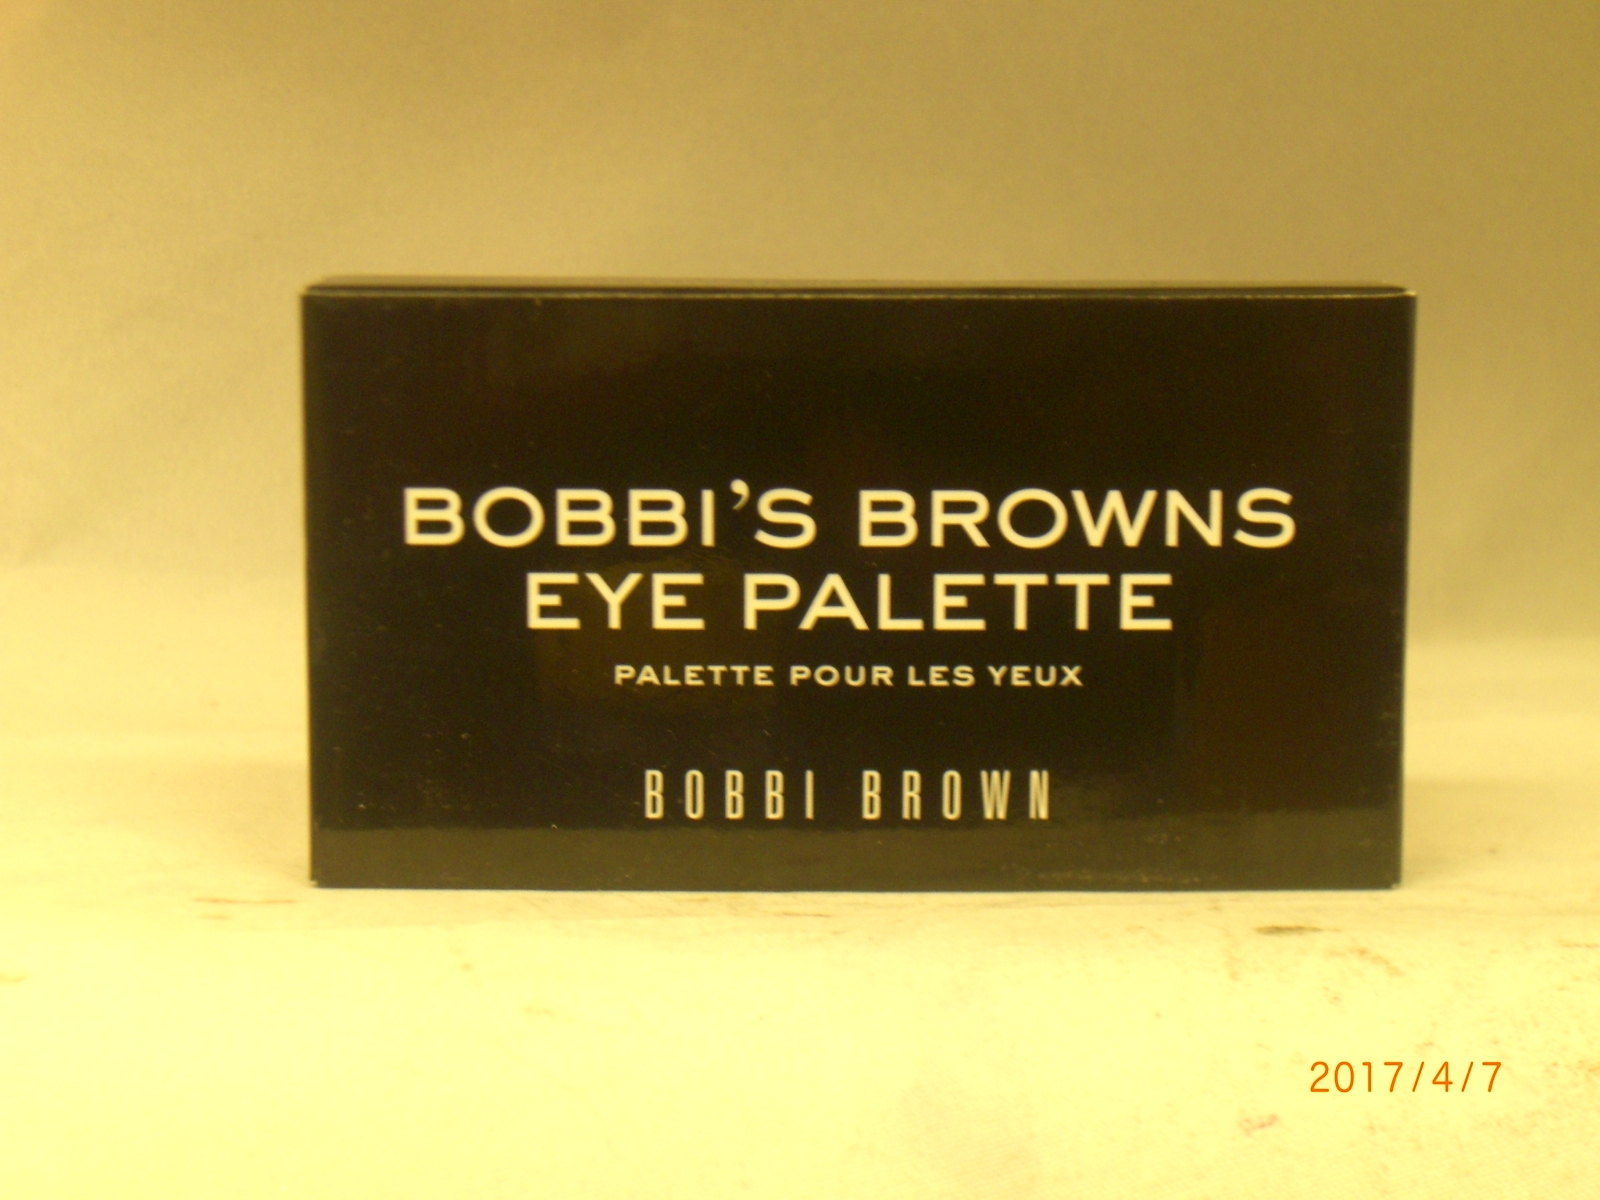 BOBBI'S BROWNS
EYE PALETTE
PALETTE POUR LES YEUX
BOBBI BROWN
2017/4/7